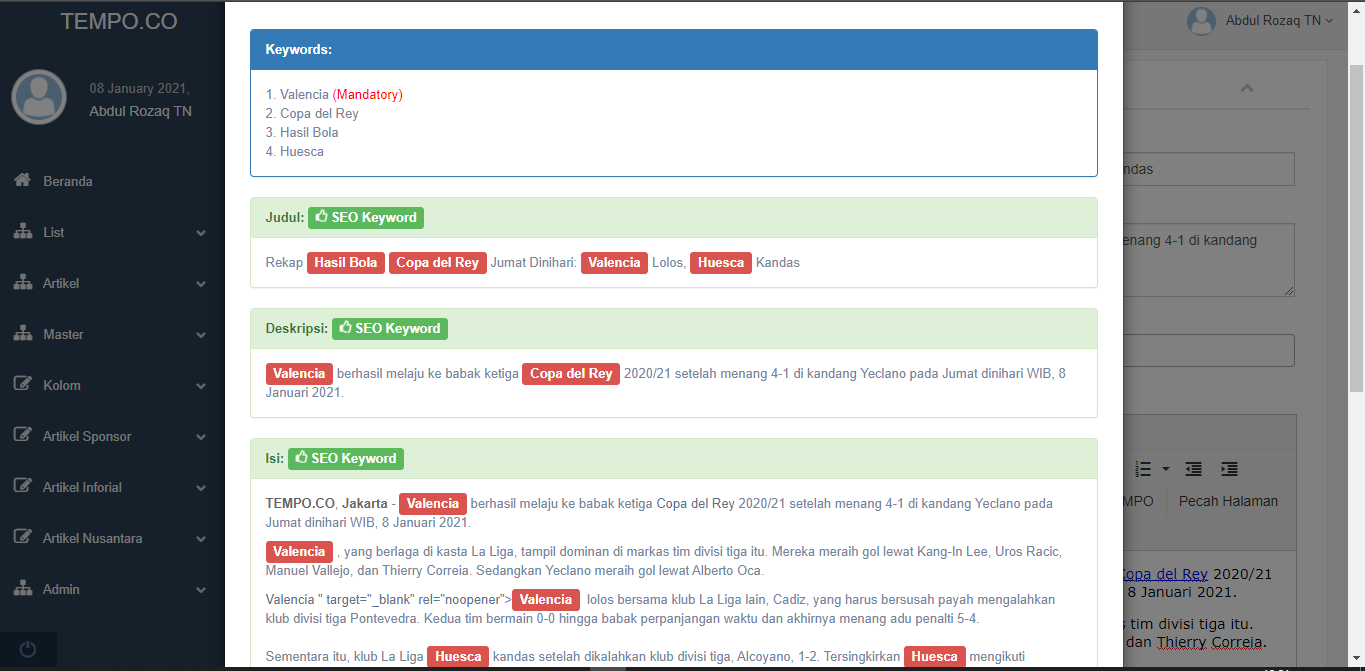 TEMPO.CO
08 January 2021,
Abdul Rozaq TN
Beranda
List
Artikel
Master
Kolom
Artikel Sponsor
Artikel Inforial
Artikel Nusantara
Admin
Keywords:
1. Valencia (Mandatory)
2. Copa del Rey
3. Hasil Bola
4. Huesca
Judul: SEO Keyword
Rekap Hasil Bola Copa del Rey Jumat Dinihari: Valencia Lolos, Huesca Kandas
Deskripsi: SEO Keyword
Valencia berhasil melaju ke babak ketiga Copa del Rey 2020/21 setelah menang 4-1 di kandang Yeclano pada Jumat dinihari WIB, 8
Januari 2021.
Isi: SEO Keyword
TEMPO.CO, Jakarta - Valencia berhasil melaju ke babak ketiga Copa del Rey 2020/21 setelah menang 4-1 di kandang Yeclano pada
Jumat dinihari WIB, 8 Januari 2021.
Valencia , yang berlaga di kasta La Liga, tampil dominan di markas tim divisi tiga itu. Mereka meraih gol lewat Kang-In Lee, Uros Racic,
Manuel Vallejo, dan Thierry Correia. Sedangkan Yeclano meraih gol lewat Alberto Oca.
Valencia " target="_blank" rel="noopener">Valencia lolos bersama klub La Liga lain, Cadiz, yang harus bersusah payah mengalahkan
klub divisi tiga Pontevedra. Kedua tim bermain 0-0 hingga babak perpanjangan waktu dan akhirnya menang adu penalti 5-4.
Sementara itu, klub La Liga Huesca kandas setelah dikalahkan klub divisi tiga, Alcoyano, 1-2. Tersingkirkan Huesca mengikuti
Abdul Rozaq TN
ndas
enang 4-1 di kandang
MPO Pecah Halaman
Copa del Rey 2020/21
8 Januari 2021.
s tim divisi tiga itu.
dan Thierry Correia.